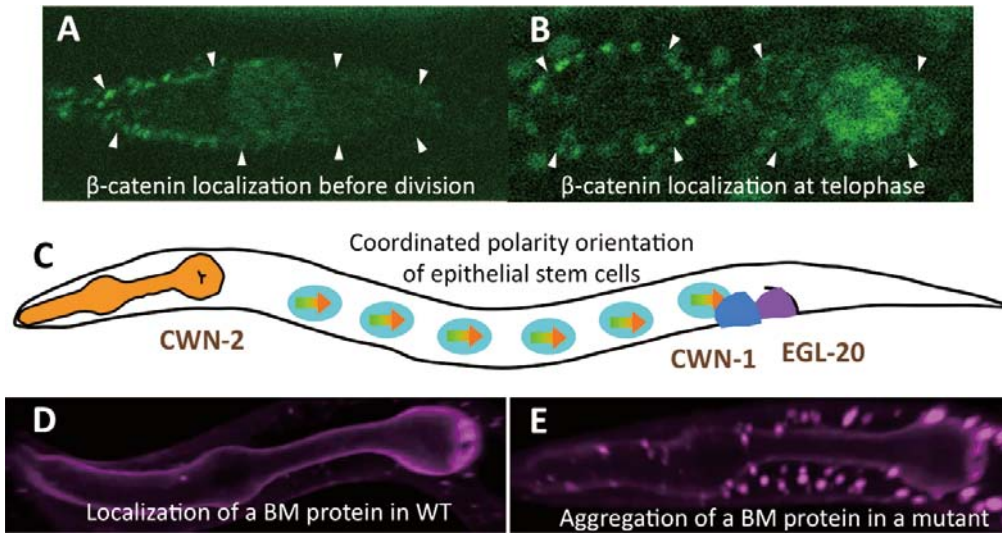 A
B
β-catenin localization before division
β-catenin localization at telophase
C
Coordinated polarity orientation
of epithelial stem cells
CWN-2
CWN-1
EGL-20
D
E
Localization of a BM protein in WT
Aggregation of a BM protein in a mutant